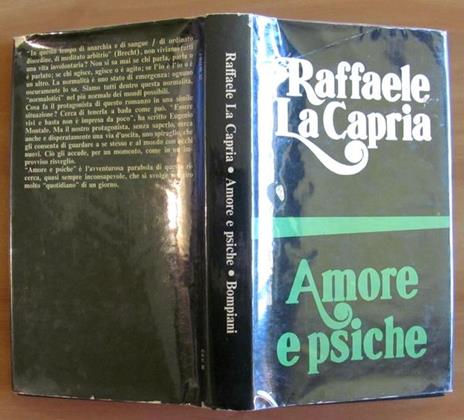 "In questo tempo di anarchia e di sangue / di ordinato
disordine, di meditato arbitrio" (Brecht), non viviamo tutti
una vita involontaria? Non si sa mai se chi parla, parla o
è parlato; se chi agisce, agisce o è agito; se l'io è l'io o è
un altro. La normalità è uno stato di emergenza: ognuno
oscuramente lo sa. Siamo tutti dentro questa normalità,
"normalotici" nel più normale dei mondi possibili.
Cosa fa il protagonista di questo romanzo in una simile
situazione? Cerca di tenerla a bada come può. "Essere
vivi e basta non è impresa da poco", ha scritto Eugenio
Montale. Ma il nostro protagonista, senza saperlo, cerca
anche e disperatamente una via d'uscita, uno spiraglio, che
gli consenta di guardare a se stesso e al mondo con occhi
nuovi. Ciò gli accade, per un momento, come in un im-
provviso risveglio.
"Amore e psiche" è l'avventurosa parabola di questa ri-
cerca, quasi sempre inconsapevole, che si svolge nel giro
molto "quotidiano" di un giorno.
Raffaele La Capria • Amore e psiche • Bompiani
Raffaele
La Capria
Amore
e psiche